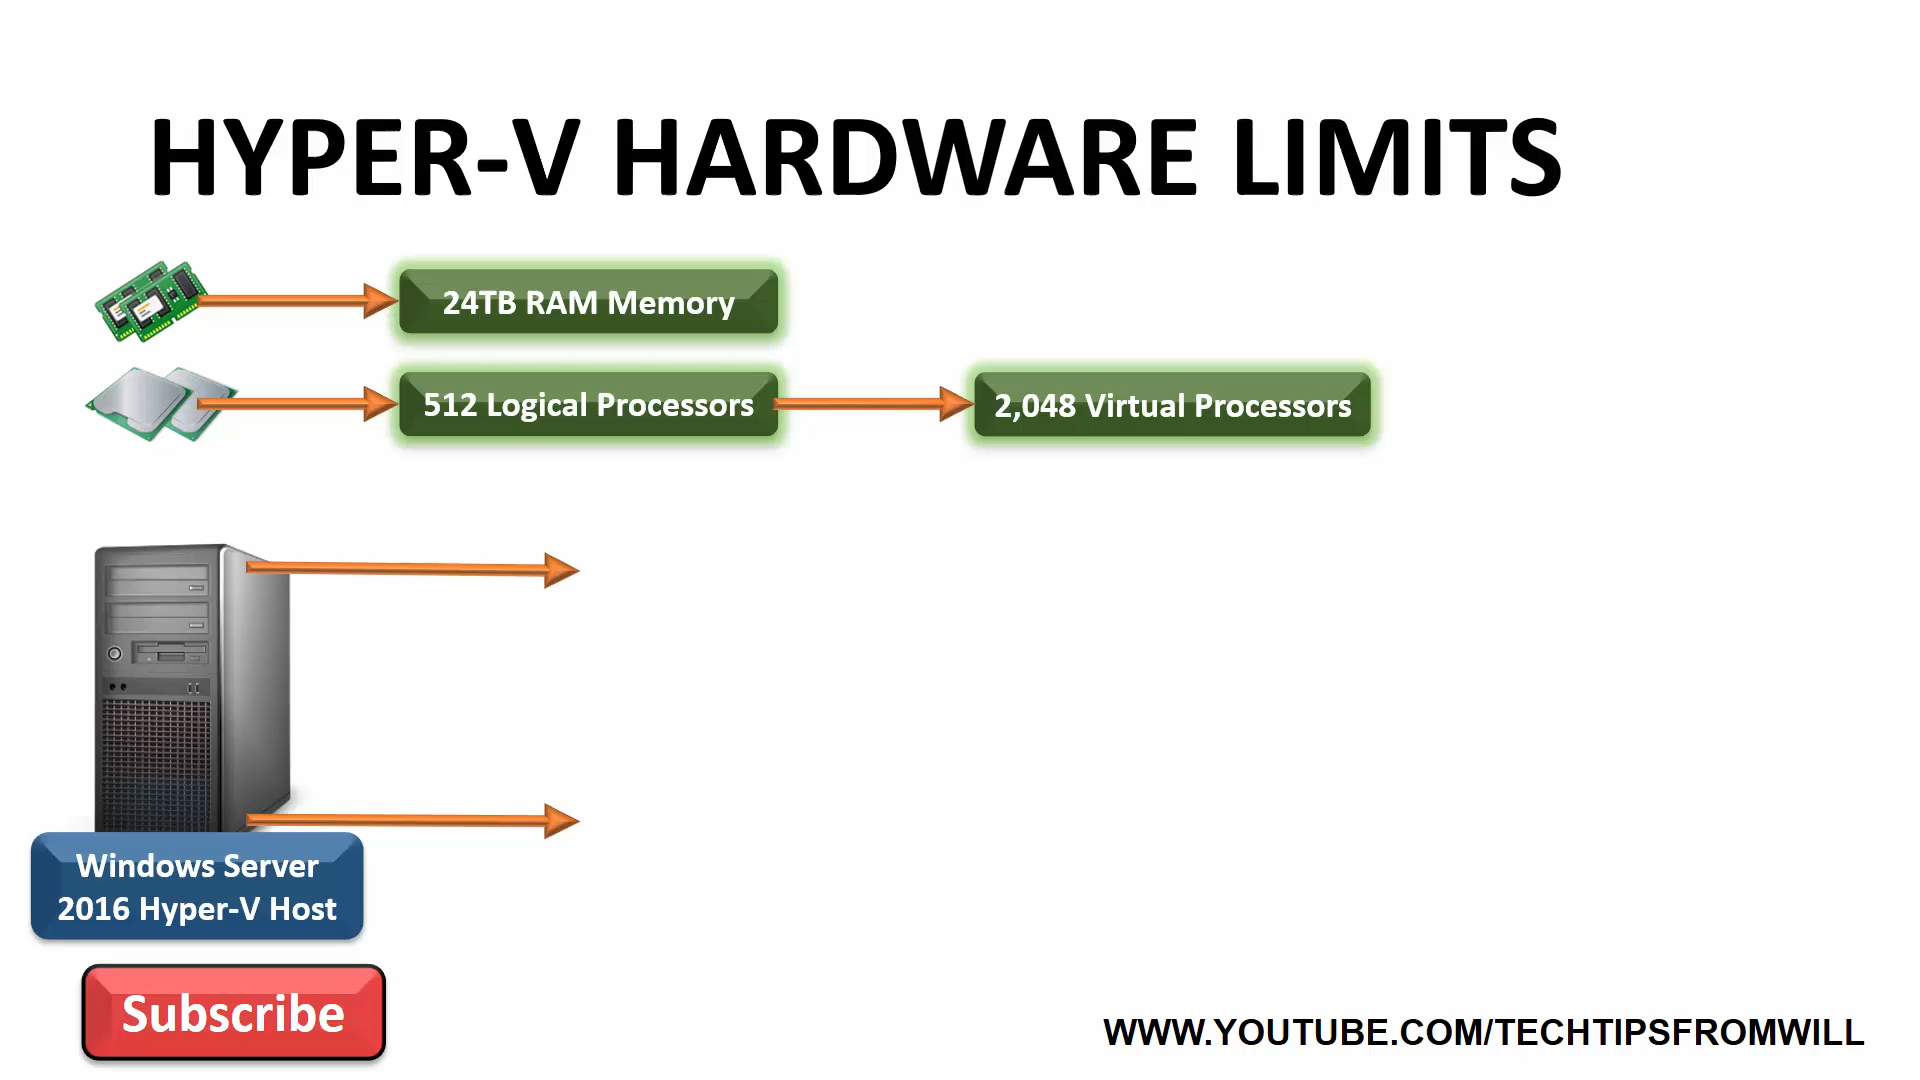 HYPER-V HARDWARE LIMITS
24TB RAM Memory
512 Logical Processors
2,048 Virtual Processors
Windows Server
2016 Hyper-V Host
Subscribe
WWW.YOUTUBE.COM/TECHTIPSFROMWILL